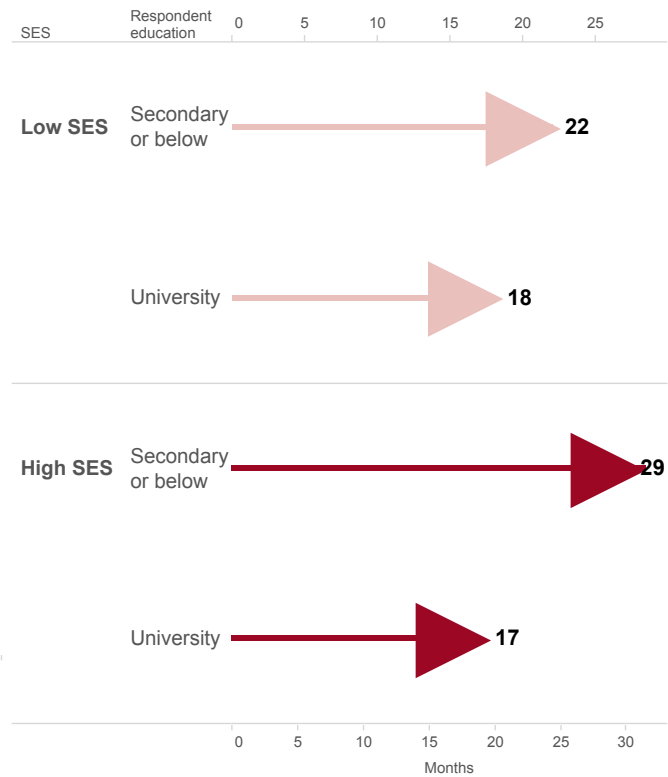 SES
Respondent
education
0 5 10 15 20 25
Low SES
Secondary
or below
22
University
18
High SES
Secondary
or below
29
University
17
0 5 10 15 20 25 30
Months